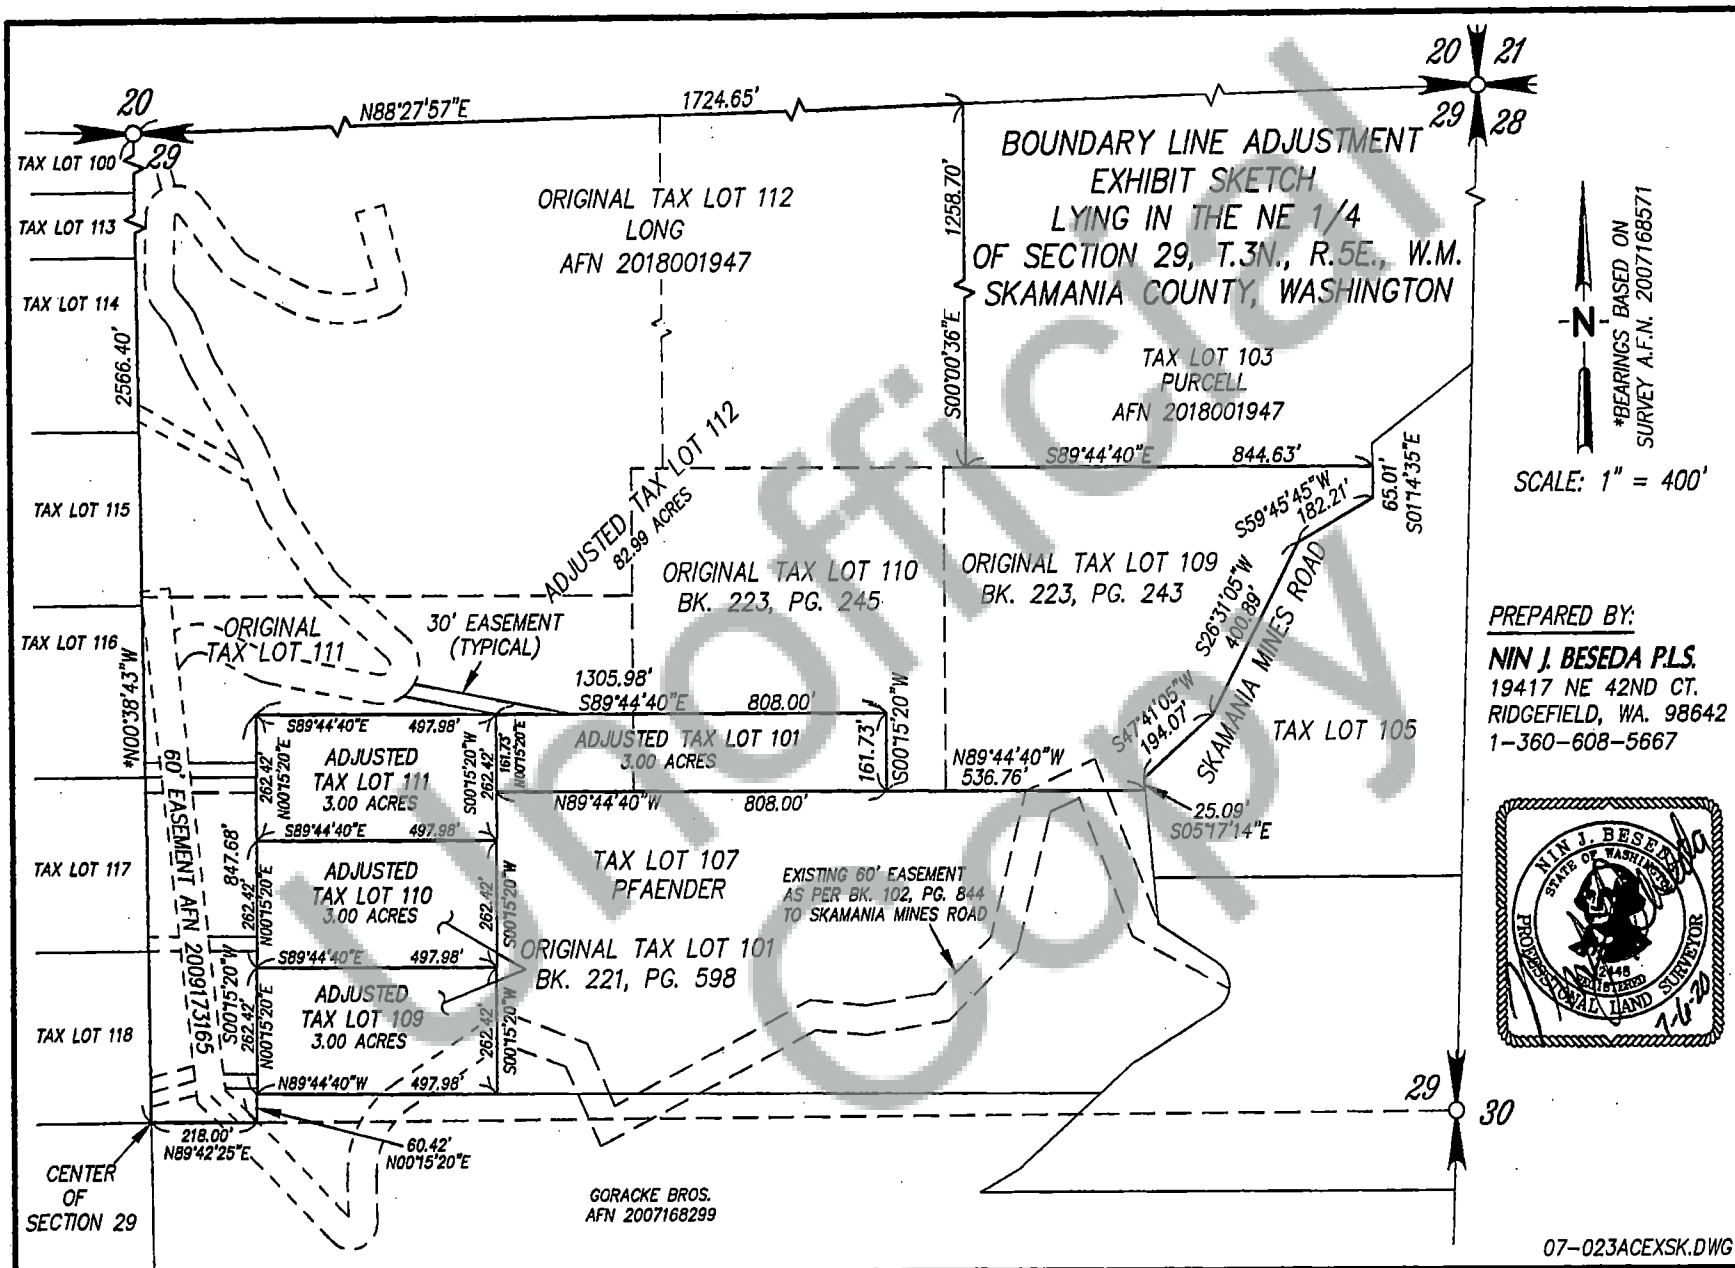 20
29
N88°27'57"E
1724.65'
20
21
29
28
TAX LOT 100
TAX LOT 113
TAX LOT 114
TAX LOT 115
TAX LOT 116
TAX LOT 117
TAX LOT 118
2566.40'
*N00°38'43"W
ORIGINAL TAX LOT 112
LONG
AFN 2018001947
1258.70'
S00°00'36"E
BOUNDARY LINE ADJUSTMENT
EXHIBIT SKETCH
LYING IN THE NE 1/4
OF SECTION 29, T.3N., R.5E., W.M.
SKAMANIA COUNTY, WASHINGTON
TAX LOT 103
PURCELL
AFN 2018001947
-N-
*BEARINGS BASED ON
SURVEY A.F.N. 2007168571
SCALE: 1" = 400'
ADJUSTED TAX LOT 112
82.99 ACRES
S89°44'40"E
844.63'
65.01'
S01°14'35"E
S59°45'45"W
182.21'
S26°31'05"W
400.89'
S47°41'05"W
194.07'
SKAMANIA MINES ROAD
ORIGINAL TAX LOT 110
BK. 223, PG. 245
ORIGINAL TAX LOT 109
BK. 223, PG. 243
ORIGINAL
TAX LOT 111
30' EASEMENT
(TYPICAL)
1305.98'
S89°44'40"E
808.00'
S89°44'40"E
497.98'
ADJUSTED
TAX LOT 111
3.00 ACRES
262.42'
N00°15'20"E
S00°15'20"W
262.42'
161.73'
N00°15'20"E
ADJUSTED TAX LOT 101
3.00 ACRES
161.73'
S00°15'20"W
N89°44'40"W
536.76'
N89°44'40"W
808.00'
TAX LOT 105
25.09'
S05°17'14"E
60' EASEMENT AFN 2009173165
847.68'
S00°15'20"W
S89°44'40"E
497.98'
ADJUSTED
TAX LOT 110
3.00 ACRES
262.42'
N00°15'20"E
262.42'
S00°15'20"W
TAX LOT 107
PFAENDER
EXISTING 60' EASEMENT
AS PER BK. 102, PG. 844
TO SKAMANIA MINES ROAD
ORIGINAL TAX LOT 101
BK. 221, PG. 598
S89°44'40"E
497.98'
ADJUSTED
TAX LOT 109
3.00 ACRES
262.42'
N00°15'20"E
262.42'
S00°15'20"W
N89°44'40"W
497.98'
218.00'
N89°42'25"E
60.42'
N00°15'20"E
CENTER
OF
SECTION 29
GORACKE BROS.
AFN 2007168299
29
30
PREPARED BY:
NIN J. BESEDA P.L.S.
19417 NE 42ND CT.
RIDGEFIELD, WA. 98642
1-360-608-5667
NIN J. BESEDA
STATE OF WASHINGTON
REGISTERED
PROFESSIONAL LAND SURVEYOR
07-023ACEXSK.DWG
Unofficial
Copy